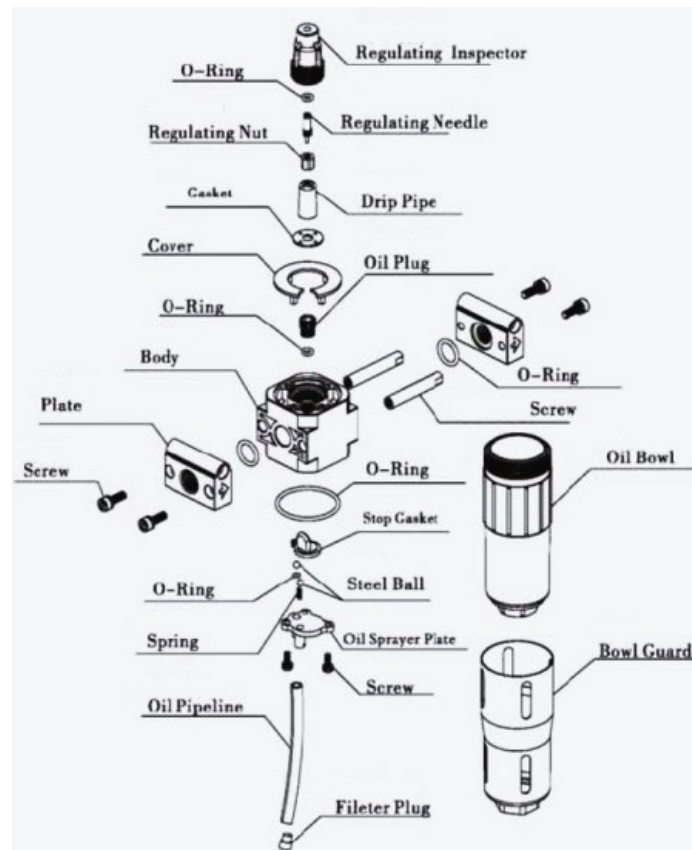 Regulating Inspector
O-Ring
Regulating Needle
Regulating Nut
Gasket
Drip Pipe
Cover
Oil Plug
O-Ring
Body
O-Ring
Plate
Screw
Screw
O-Ring
Oil Bowl
Stop Gasket
O-Ring
Steel Ball
Spring
Oil Sprayer Plate
Bowl Guard
Screw
Oil Pipeline
Fileter Plug